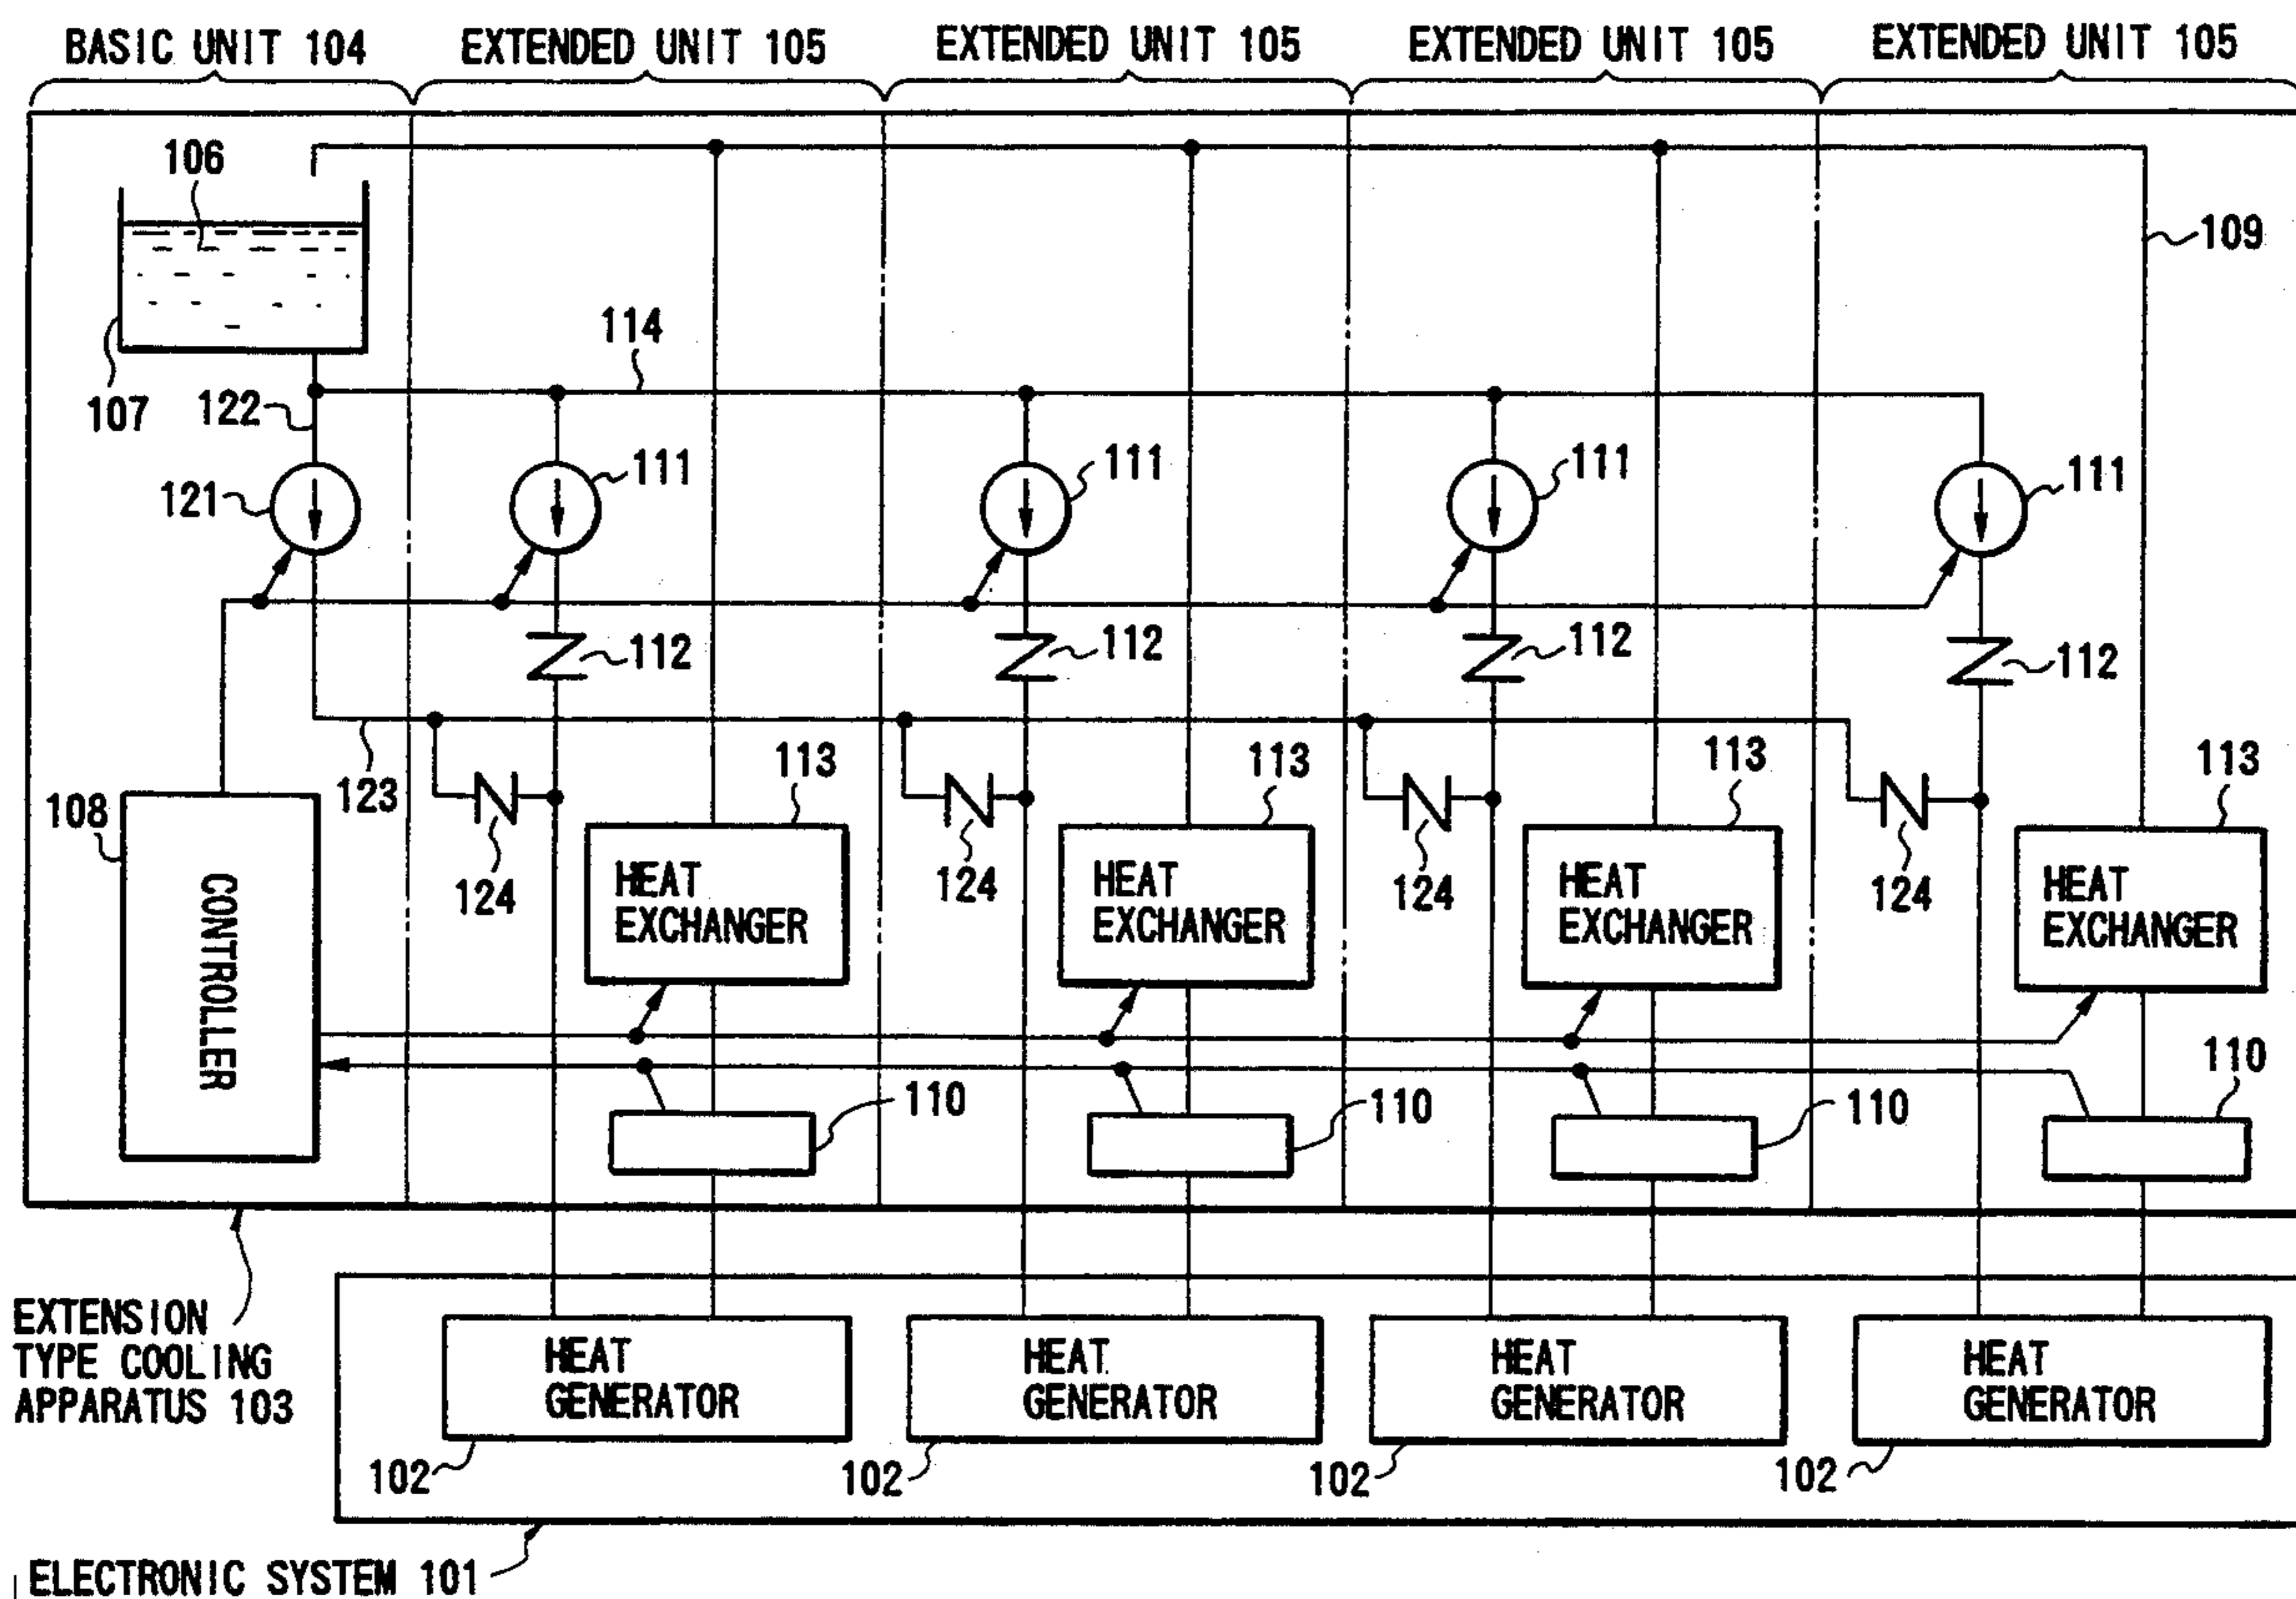 BASIC UNIT 104
EXTENDED UNIT 105
EXTENDED UNIT 105
EXTENDED UNIT 105
EXTENDED UNIT 105
106
109
114
107
122
121
111
111
111
111
112
112
112
112
123
124
124
124
124
113
113
113
113
108
CONTROLLER
HEAT
EXCHANGER
HEAT
EXCHANGER
HEAT
EXCHANGER
HEAT
EXCHANGER
110
110
110
110
EXTENSION
TYPE COOLING
APPARATUS 103
HEAT
GENERATOR
HEAT
GENERATOR
HEAT
GENERATOR
HEAT
GENERATOR
102
102
102
102
ELECTRONIC SYSTEM 101